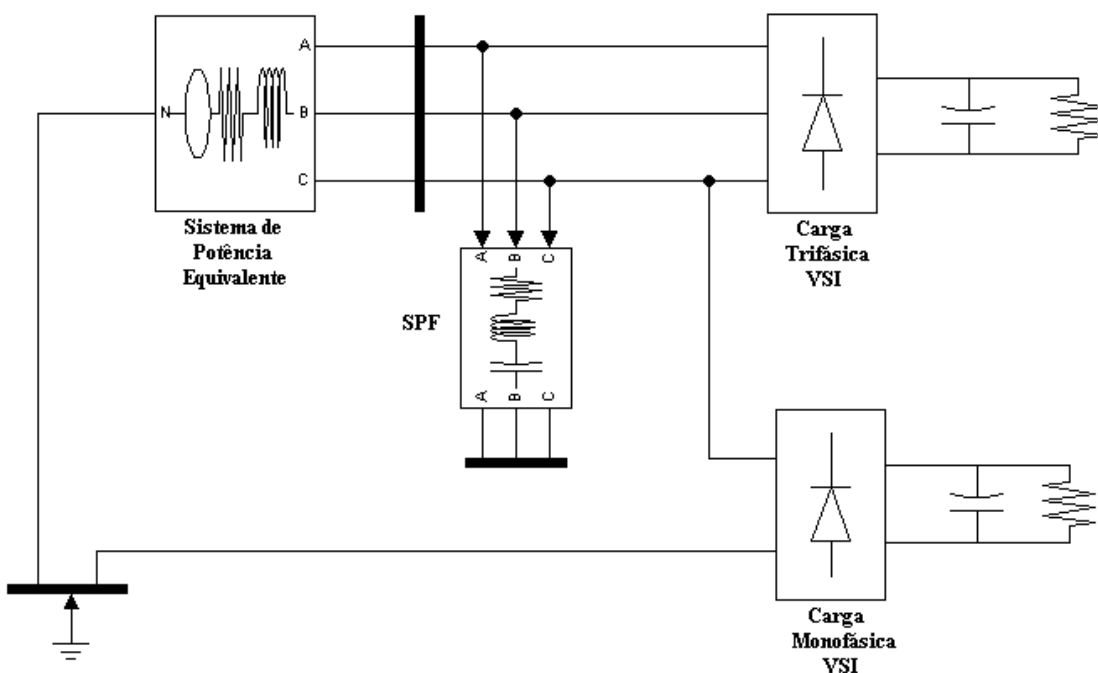 A
N
B
C
Sistema de
Potência
Equivalente
A B C
SPF
A B C
Carga
Trifásica
VSI
Carga
Monofásica
VSI